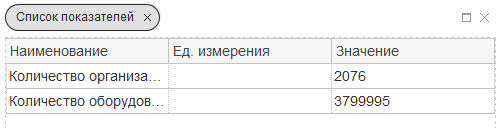 Список показателей
Наименование Ед. измерения Значение
Количество организа... 2076
Количество оборудов... 3799995